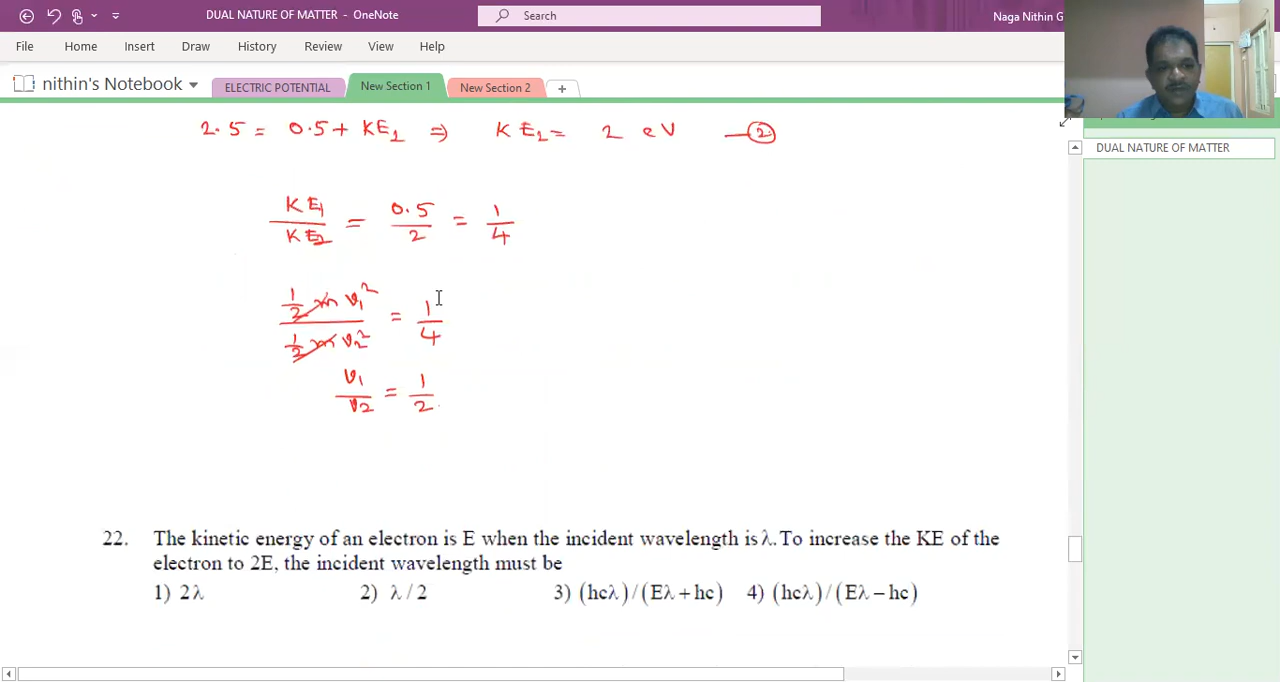 DUAL NATURE OF MATTER - OneNote
Search
Naga Nithin G
File Home Insert Draw History Review View Help
nithin's Notebook
ELECTRIC POTENTIAL
New Section 1
New Section 2
DUAL NATURE OF MATTER
2.5 = 0.5 + KE₂ ⇒ KE₂ = 2 eV —②
KE₁/KE₂ = 0.5/2 = 1/4
½ m v₁² / ½ m v₂² = 1/4
v₁/v₂ = 1/2
22. The kinetic energy of an electron is E when the incident wavelength is λ. To increase the KE of the
electron to 2E, the incident wavelength must be
1) 2λ 2) λ / 2 3) (hcλ) / (Eλ + hc) 4) (hcλ) / (Eλ − hc)